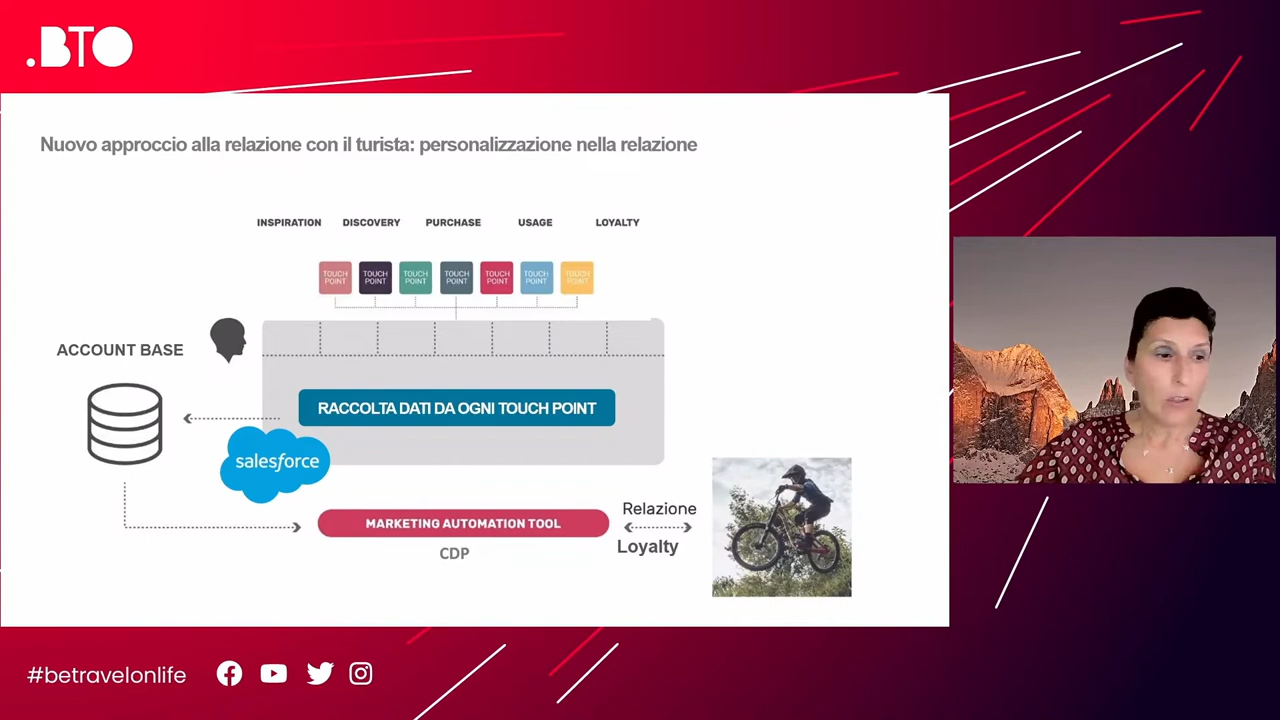 .BTO
Nuovo approccio alla relazione con il turista: personalizzazione nella relazione
INSPIRATION DISCOVERY PURCHASE USAGE LOYALTY
TOUCH POINT TOUCH POINT TOUCH POINT TOUCH POINT TOUCH POINT TOUCH POINT TOUCH POINT
ACCOUNT BASE
RACCOLTA DATI DA OGNI TOUCH POINT
salesforce
Relazione
MARKETING AUTOMATION TOOL
Loyalty
CDP
#betravelonlife